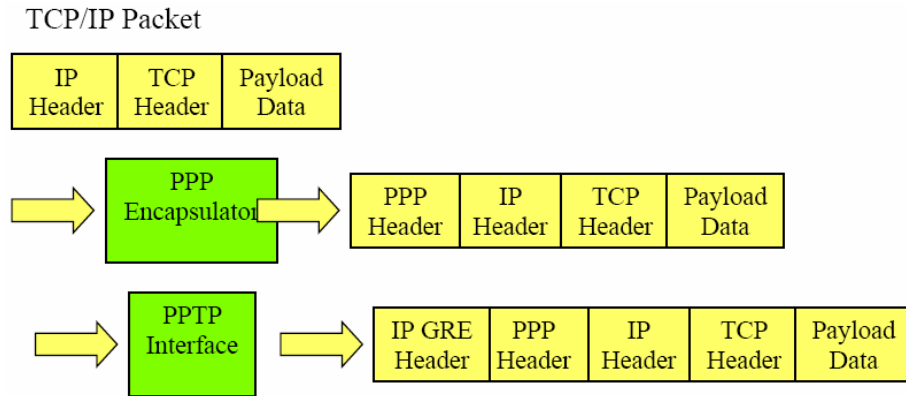 TCP/IP Packet
IP TCP Payload
Header Header Data
PPP
Encapsulator
PPP IP TCP Payload
Header Header Header Data
PPTP
Interface
IP GRE PPP IP TCP Payload
Header Header Header Header Data